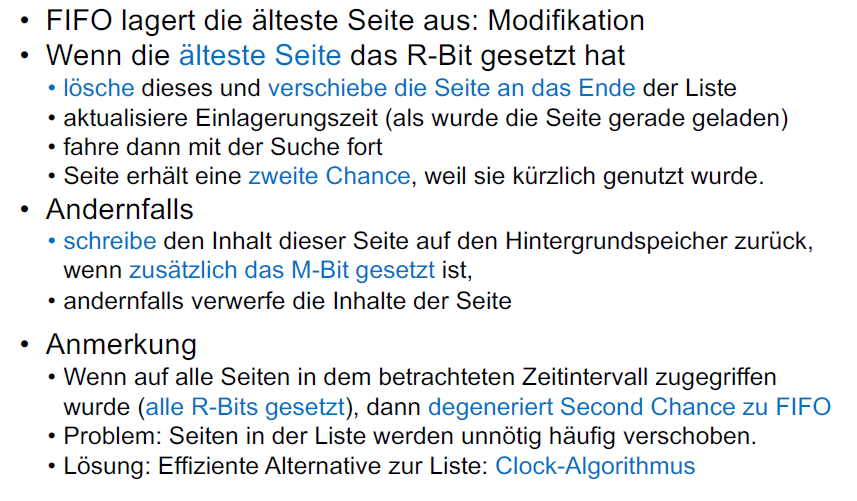 • FIFO lagert die älteste Seite aus: Modifikation
• Wenn die älteste Seite das R-Bit gesetzt hat
• lösche dieses und verschiebe die Seite an das Ende der Liste
• aktualisiere Einlagerungszeit (als wurde die Seite gerade geladen)
• fahre dann mit der Suche fort
• Seite erhält eine zweite Chance, weil sie kürzlich genutzt wurde.
• Andernfalls
• schreibe den Inhalt dieser Seite auf den Hintergrundspeicher zurück,
wenn zusätzlich das M-Bit gesetzt ist,
• andernfalls verwerfe die Inhalte der Seite
• Anmerkung
• Wenn auf alle Seiten in dem betrachteten Zeitintervall zugegriffen
wurde (alle R-Bits gesetzt), dann degeneriert Second Chance zu FIFO
• Problem: Seiten in der Liste werden unnötig häufig verschoben.
• Lösung: Effiziente Alternative zur Liste: Clock-Algorithmus